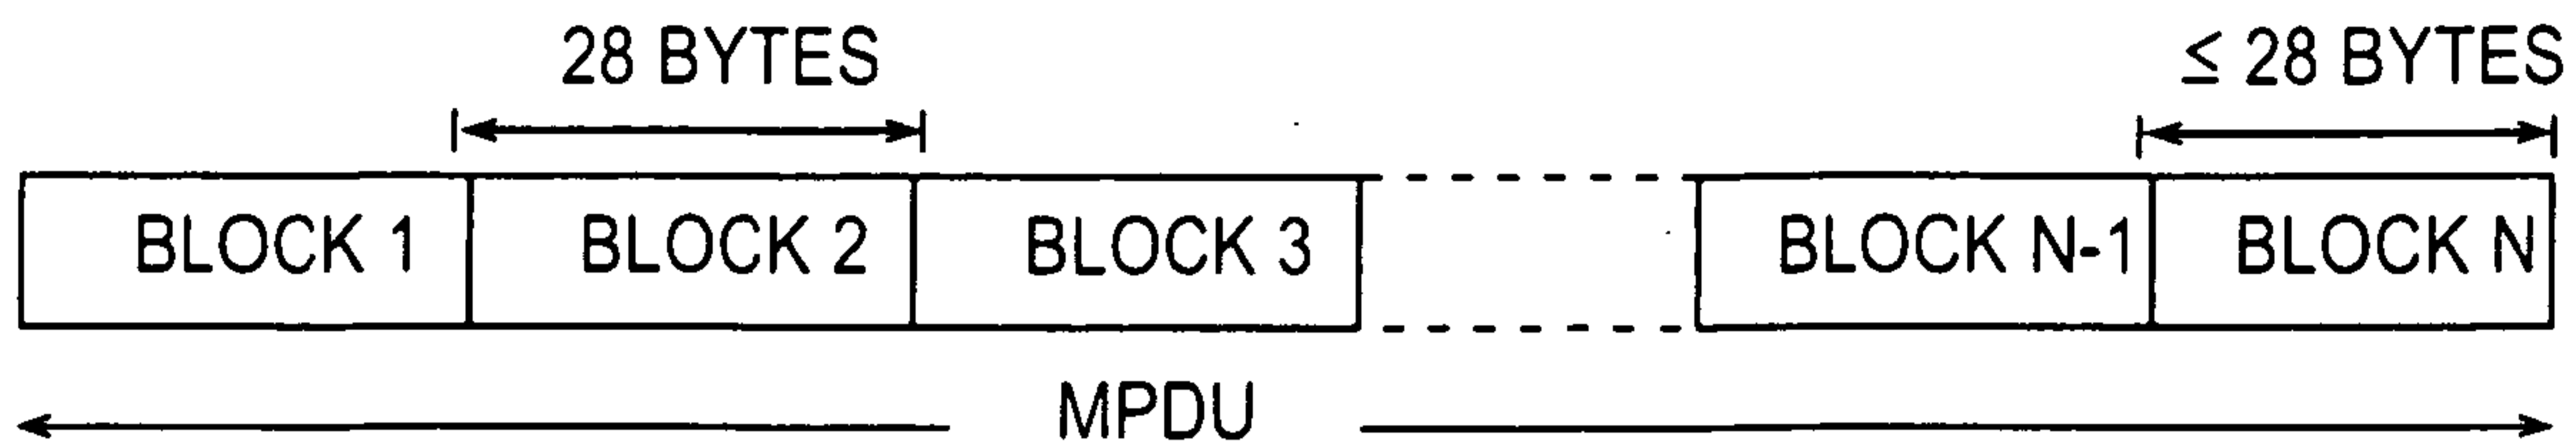 28 BYTES ≤ 28 BYTES
BLOCK 1 BLOCK 2 BLOCK 3 BLOCK N-1 BLOCK N
MPDU